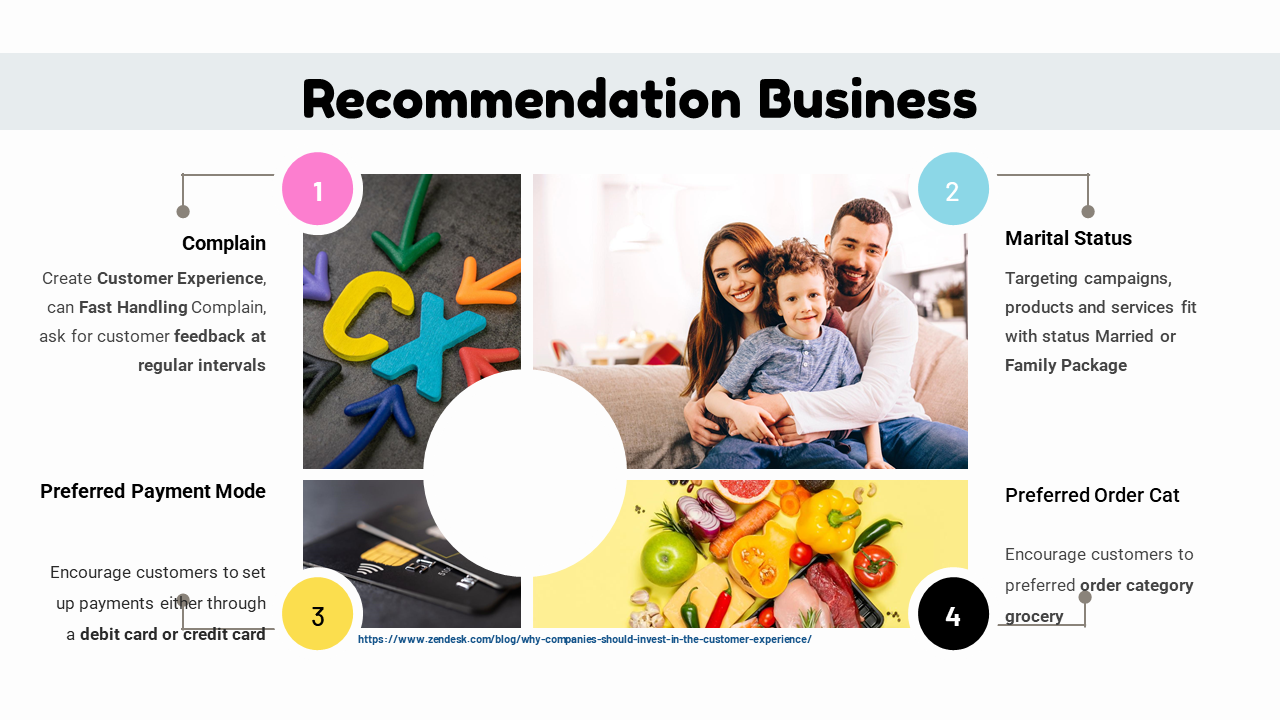 Recommendation Business
1
Complain
Create Customer Experience,
can Fast Handling Complain,
ask for customer feedback at
regular intervals
2
Marital Status
Targeting campaigns,
products and services fit
with status Married or
Family Package
CX
Preferred Payment Mode
Encourage customers to set
up payments either through
a debit card or credit card
3
Preferred Order Cat
Encourage customers to
preferred order category
grocery
4
https://www.zendesk.com/blog/why-companies-should-invest-in-the-customer-experience/